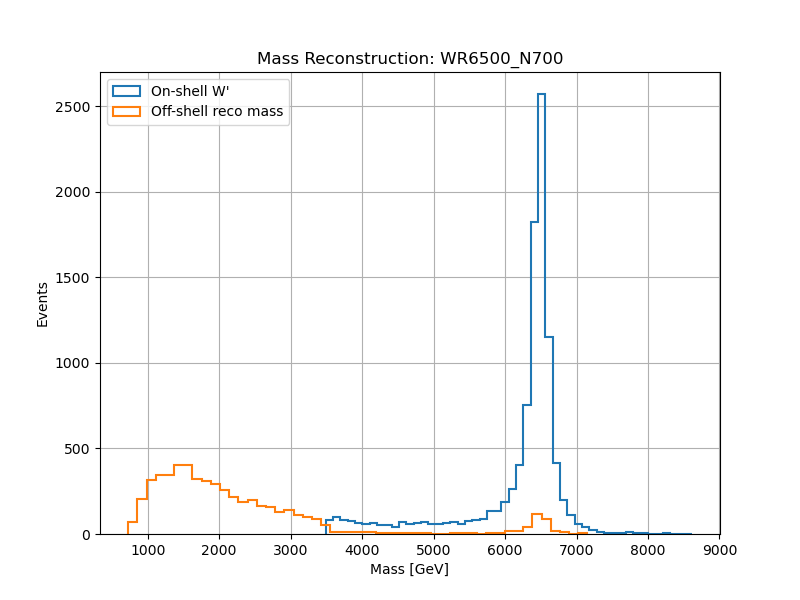 Mass Reconstruction: WR6500_N700
On-shell W'
Off-shell reco mass
2500
2000
1500
1000
500
0
Events
1000 2000 3000 4000 5000 6000 7000 8000 9000
Mass [GeV]